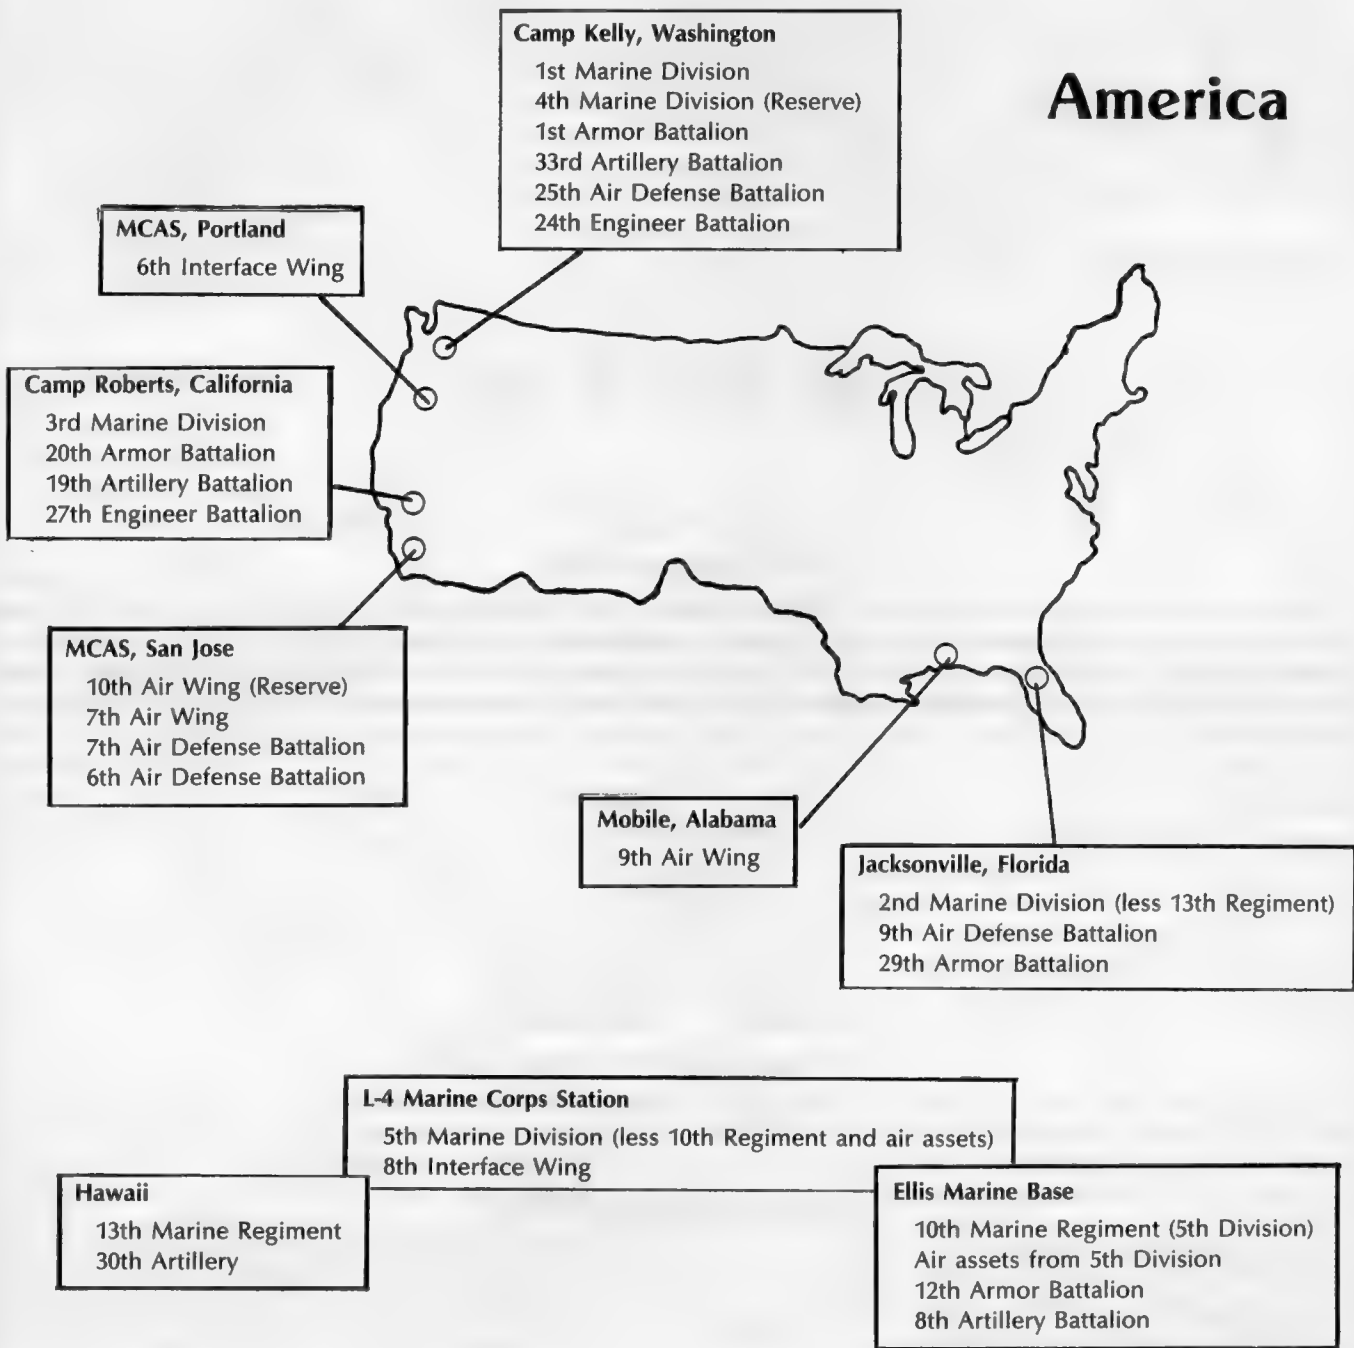 America
Camp Kelly, Washington
1st Marine Division
4th Marine Division (Reserve)
1st Armor Battalion
33rd Artillery Battalion
25th Air Defense Battalion
24th Engineer Battalion
MCAS, Portland
6th Interface Wing
Camp Roberts, California
3rd Marine Division
20th Armor Battalion
19th Artillery Battalion
27th Engineer Battalion
MCAS, San Jose
10th Air Wing (Reserve)
7th Air Wing
7th Air Defense Battalion
6th Air Defense Battalion
Mobile, Alabama
9th Air Wing
Jacksonville, Florida
2nd Marine Division (less 13th Regiment)
9th Air Defense Battalion
29th Armor Battalion
L-4 Marine Corps Station
5th Marine Division (less 10th Regiment and air assets)
8th Interface Wing
Hawaii
13th Marine Regiment
30th Artillery
Ellis Marine Base
10th Marine Regiment (5th Division)
Air assets from 5th Division
12th Armor Battalion
8th Artillery Battalion